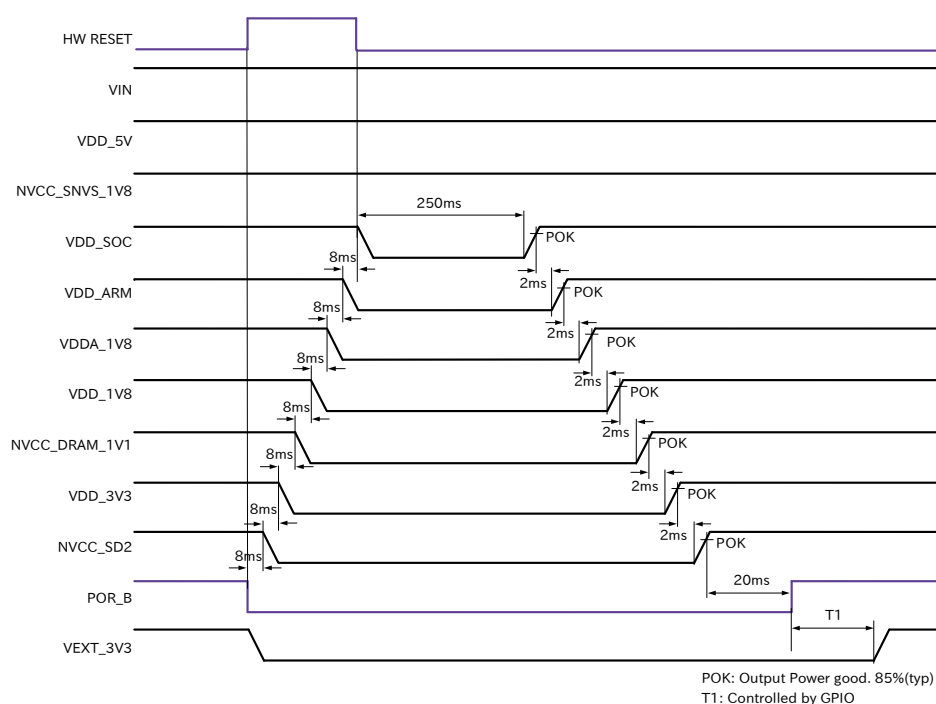 HW RESET
VIN
VDD_5V
NVCC_SNVS_1V8
250ms
VDD_SOC
POK
8ms
2ms
VDD_ARM
POK
8ms
2ms
VDDA_1V8
POK
8ms
2ms
VDD_1V8
POK
8ms
2ms
NVCC_DRAM_1V1
POK
8ms
2ms
VDD_3V3
POK
8ms
2ms
NVCC_SD2
POK
8ms
20ms
POR_B
T1
VEXT_3V3
POK: Output Power good. 85%(typ)
T1: Controlled by GPIO